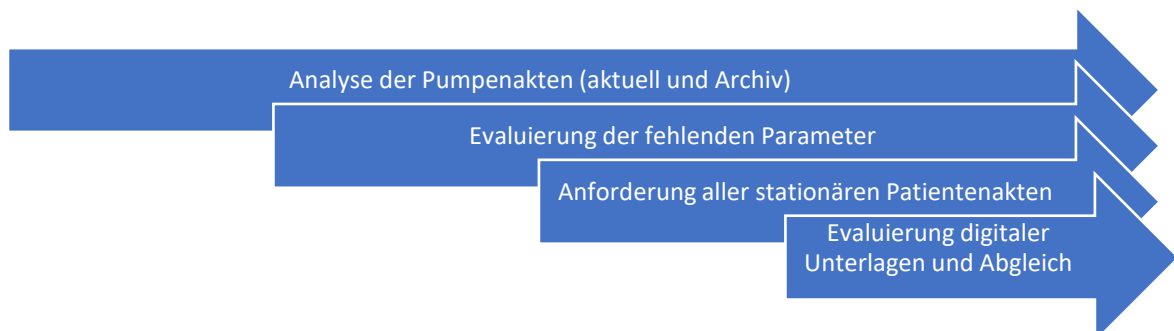 Analyse der Pumpenakten (aktuell und Archiv)
Evaluierung der fehlenden Parameter
Anforderung aller stationären Patientenakten
Evaluierung digitaler
Unterlagen und Abgleich